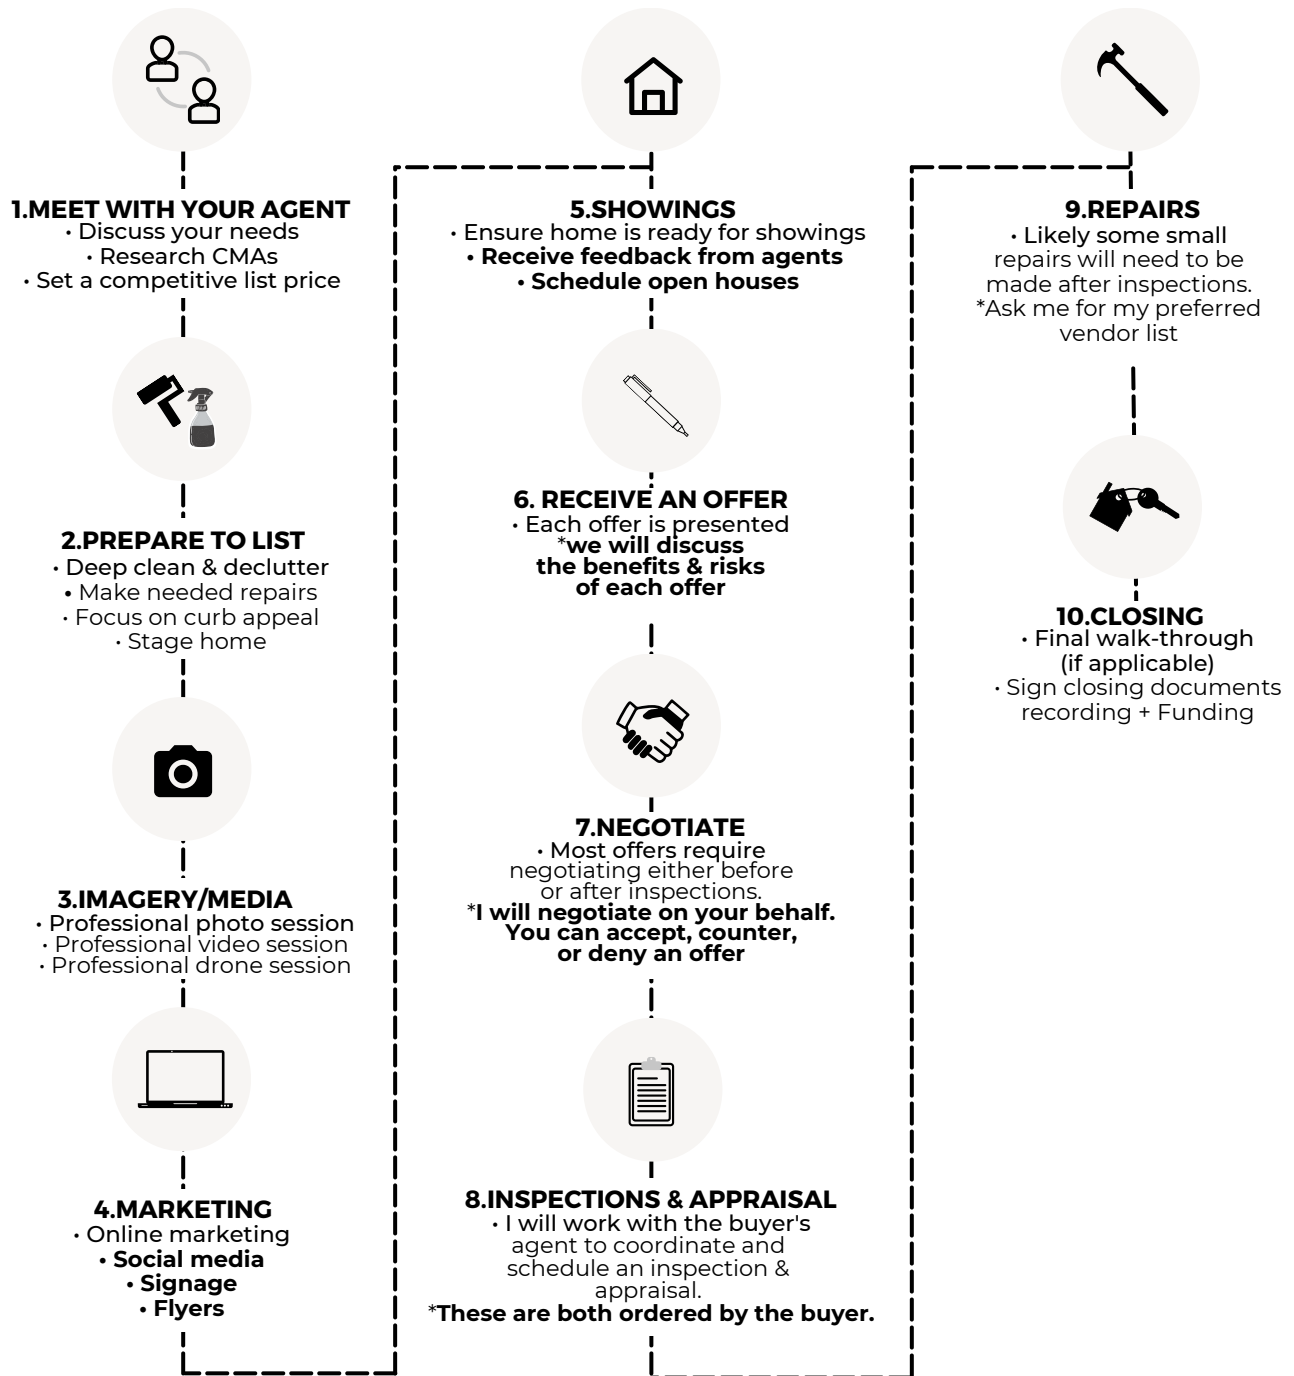 1.MEET WITH YOUR AGENT
• Discuss your needs
• Research CMAs
• Set a competitive list price
2.PREPARE TO LIST
• Deep clean & declutter
• Make needed repairs
• Focus on curb appeal
• Stage home
3.IMAGERY/MEDIA
• Professional photo session
• Professional video session
• Professional drone session
4.MARKETING
• Online marketing
• Social media
• Signage
• Flyers
5.SHOWINGS
• Ensure home is ready for showings
• Receive feedback from agents
• Schedule open houses
6. RECEIVE AN OFFER
• Each offer is presented
*we will discuss
the benefits & risks
of each offer
7.NEGOTIATE
• Most offers require
negotiating either before
or after inspections.
*I will negotiate on your behalf.
You can accept, counter,
or deny an offer
8.INSPECTIONS & APPRAISAL
• I will work with the buyer's
agent to coordinate and
schedule an inspection &
appraisal.
*These are both ordered by the buyer.
9.REPAIRS
• Likely some small
repairs will need to be
made after inspections.
*Ask me for my preferred
vendor list
10.CLOSING
• Final walk-through
(if applicable)
• Sign closing documents
recording + Funding